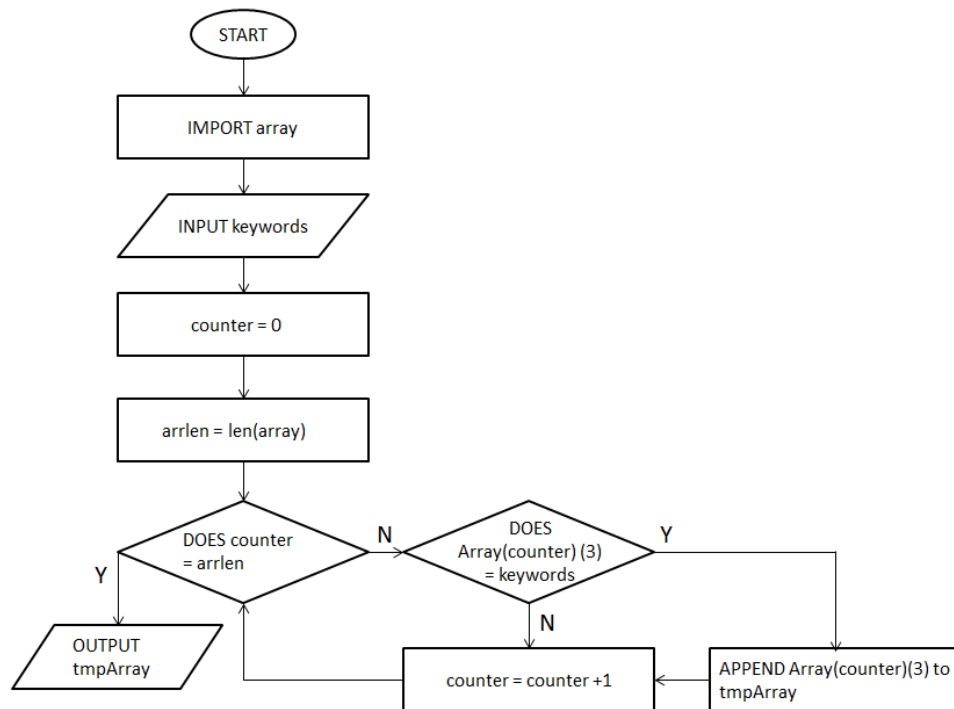 START
IMPORT array
INPUT keywords
counter = 0
arrlen = len(array)
DOES counter
= arrlen
N
DOES
Array(counter) (3)
= keywords
Y
Y
N
OUTPUT
tmpArray
counter = counter +1
APPEND Array(counter)(3) to
tmpArray